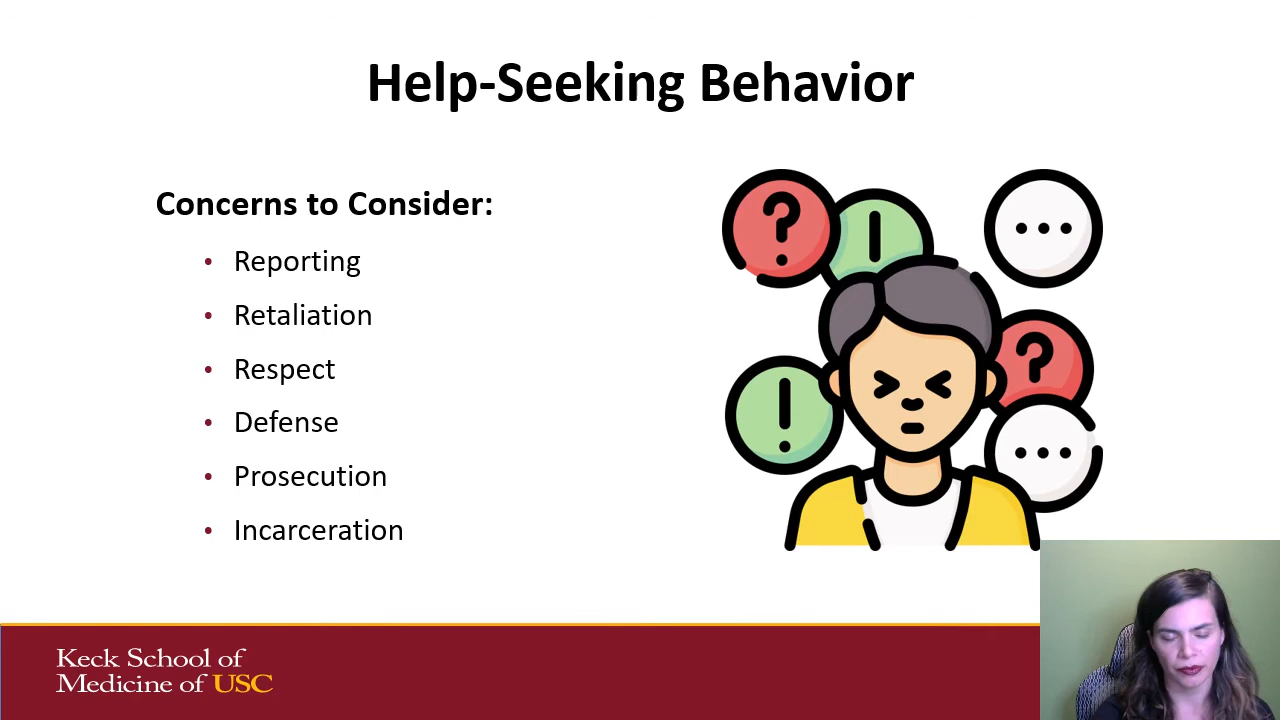 Help-Seeking Behavior
Concerns to Consider:
• Reporting
• Retaliation
• Respect
• Defense
• Prosecution
• Incarceration
Keck School of
Medicine of USC